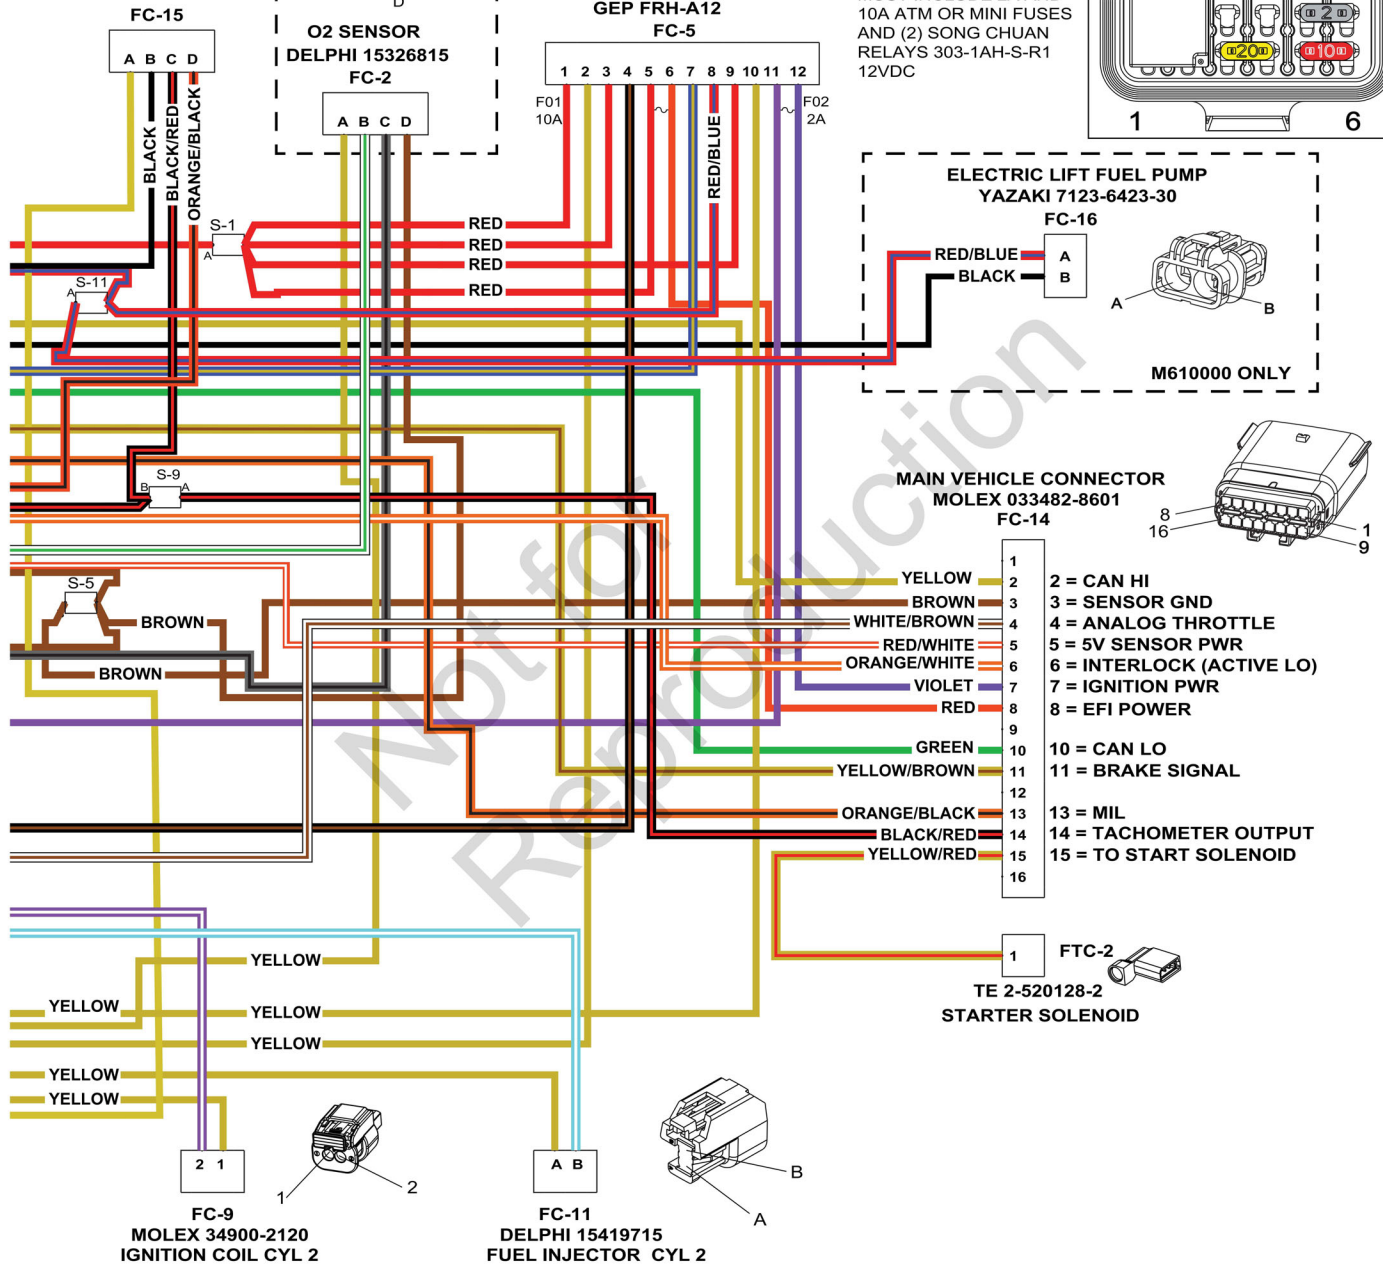 FC-15
A B C D
BLACK
BLACK/RED
ORANGE/BLACK
D
O2 SENSOR
DELPHI 15326815
FC-2
A B C D
GEP FRH-A12
FC-5
1 2 3 4 5 6 7 8 9 10 11 12
F01
10A
F02
2A
RED/BLUE
10A ATM OR MINI FUSES
AND (2) SONG CHUAN
RELAYS 303-1AH-S-R1
12VDC
2
20
10
1
6
ELECTRIC LIFT FUEL PUMP
YAZAKI 7123-6423-30
FC-16
RED/BLUE
A
BLACK
B
A
B
M610000 ONLY
S-1
A
RED
RED
RED
RED
S-11
A
S-9
B
A
S-5
BROWN
BROWN
MAIN VEHICLE CONNECTOR
MOLEX 033482-8601
FC-14
8
16
1
9
1
YELLOW 2 2 = CAN HI
BROWN 3 3 = SENSOR GND
WHITE/BROWN 4 4 = ANALOG THROTTLE
RED/WHITE 5 5 = 5V SENSOR PWR
ORANGE/WHITE 6 6 = INTERLOCK (ACTIVE LO)
VIOLET 7 7 = IGNITION PWR
RED 8 8 = EFI POWER
9
GREEN 10 10 = CAN LO
YELLOW/BROWN 11 11 = BRAKE SIGNAL
12
ORANGE/BLACK 13 13 = MIL
BLACK/RED 14 14 = TACHOMETER OUTPUT
YELLOW/RED 15 15 = TO START SOLENOID
16
1
FTC-2
TE 2-520128-2
STARTER SOLENOID
YELLOW
YELLOW
YELLOW
YELLOW
YELLOW
YELLOW
2 1
1
2
FC-9
MOLEX 34900-2120
IGNITION COIL CYL 2
A B
B
A
FC-11
DELPHI 15419715
FUEL INJECTOR CYL 2
Not for
Reproduction